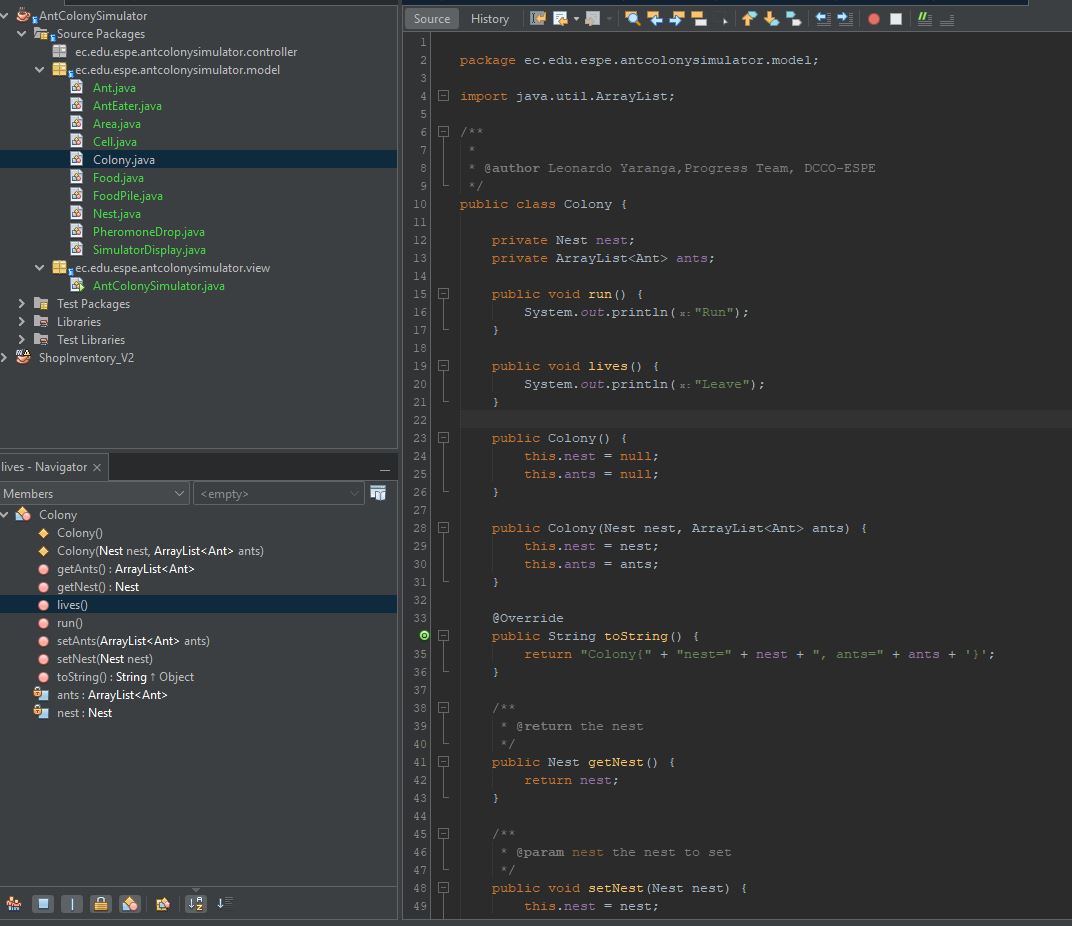 AntColonySimulator
Source Packages
ec.edu.espe.antcolonysimulator.controller
ec.edu.espe.antcolonysimulator.model
Ant.java
AntEater.java
Area.java
Cell.java
Colony.java
Food.java
FoodPile.java
Nest.java
PheromoneDrop.java
SimulatorDisplay.java
ec.edu.espe.antcolonysimulator.view
AntColonySimulator.java
Test Packages
Libraries
Test Libraries
ShopInventory_V2
lives - Navigator ×
Members
<empty>
Colony
Colony()
Colony(Nest nest, ArrayList<Ant> ants)
getAnts() : ArrayList<Ant>
getNest() : Nest
lives()
run()
setAnts(ArrayList<Ant> ants)
setNest(Nest nest)
toString() : String ↑ Object
ants : ArrayList<Ant>
nest : Nest
Source History
1
2 package ec.edu.espe.antcolonysimulator.model;
3
4 import java.util.ArrayList;
5
6 /**
7 *
8 * @author Leonardo Yaranga,Progress Team, DCCO-ESPE
9 */
10 public class Colony {
11
12 private Nest nest;
13 private ArrayList<Ant> ants;
14
15 public void run() {
16 System.out.println(x:"Run");
17 }
18
19 public void lives() {
20 System.out.println(x:"Leave");
21 }
22
23 public Colony() {
24 this.nest = null;
25 this.ants = null;
26 }
27
28 public Colony(Nest nest, ArrayList<Ant> ants) {
29 this.nest = nest;
30 this.ants = ants;
31 }
32
33 @Override
public String toString() {
35 return "Colony{" + "nest=" + nest + ", ants=" + ants + '}';
36 }
37
38 /**
39 * @return the nest
40 */
41 public Nest getNest() {
42 return nest;
43 }
44
45 /**
46 * @param nest the nest to set
47 */
48 public void setNest(Nest nest) {
49 this.nest = nest;